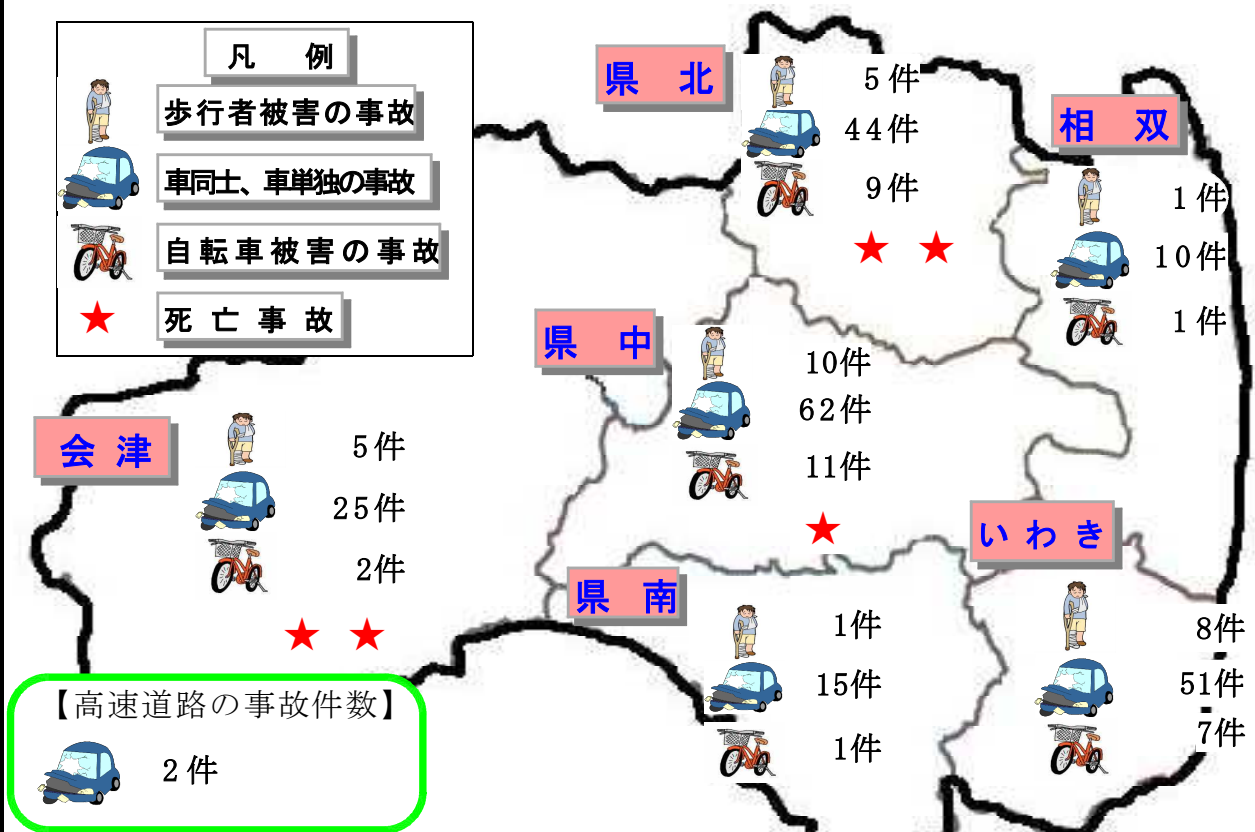 凡　例
歩行者被害の事故
車同士、車単独の事故
自転車被害の事故
死亡事故
県　北
5件
44件
9件
相　双
1件
10件
1件
県　中
10件
62件
11件
会津
5件
25件
2件
いわき
8件
51件
7件
県　南
1件
15件
1件
【高速道路の事故件数】
2件